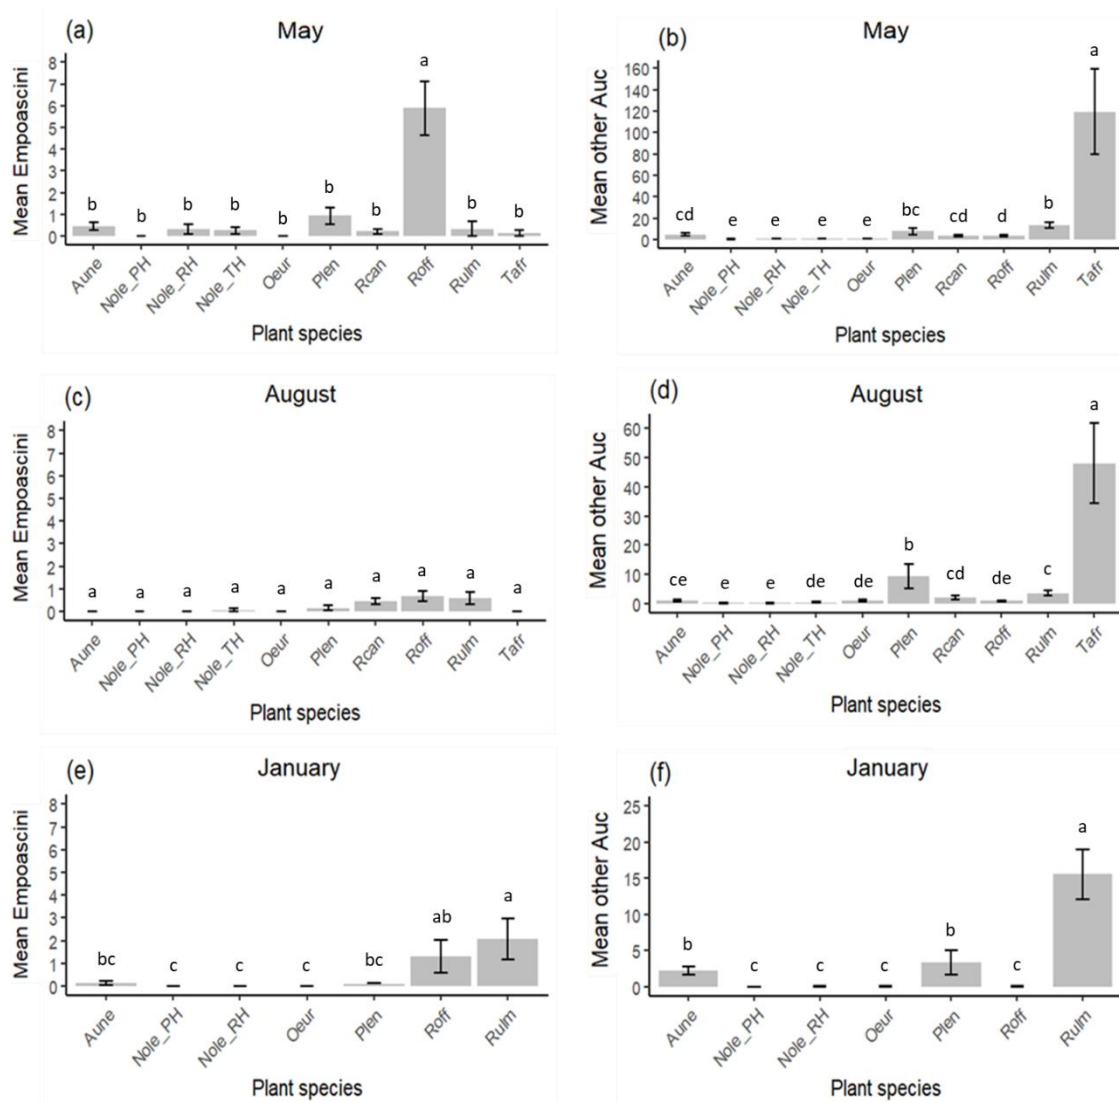 (a) May
Mean Empoascini
8
7
6
5
4
3
2
1
0
b b b b b b b a b b
Aune Nole_PH Nole_RH Nole_TH Oeur Plen Rcan Roff Rulm Tafr
Plant species
(b) May
Mean other Auc
160
140
120
100
80
60
40
20
0
cd e e e e bc cd d b a
Aune Nole_PH Nole_RH Nole_TH Oeur Plen Rcan Roff Rulm Tafr
Plant species
(c) August
Mean Empoascini
8
7
6
5
4
3
2
1
0
a a a a a a a a a a
Aune Nole_PH Nole_RH Nole_TH Oeur Plen Rcan Roff Rulm Tafr
Plant species
(d) August
Mean other Auc
60
50
40
30
20
10
0
ce e e de de b cd de c a
Aune Nole_PH Nole_RH Nole_TH Oeur Plen Rcan Roff Rulm Tafr
Plant species
(e) January
Mean Empoascini
8
7
6
5
4
3
2
1
0
bc c c c bc ab a
Aune Nole_PH Nole_RH Oeur Plen Roff Rulm
Plant species
(f) January
Mean other Auc
25
20
15
10
5
0
b c c c b c a
Aune Nole_PH Nole_RH Oeur Plen Roff Rulm
Plant species